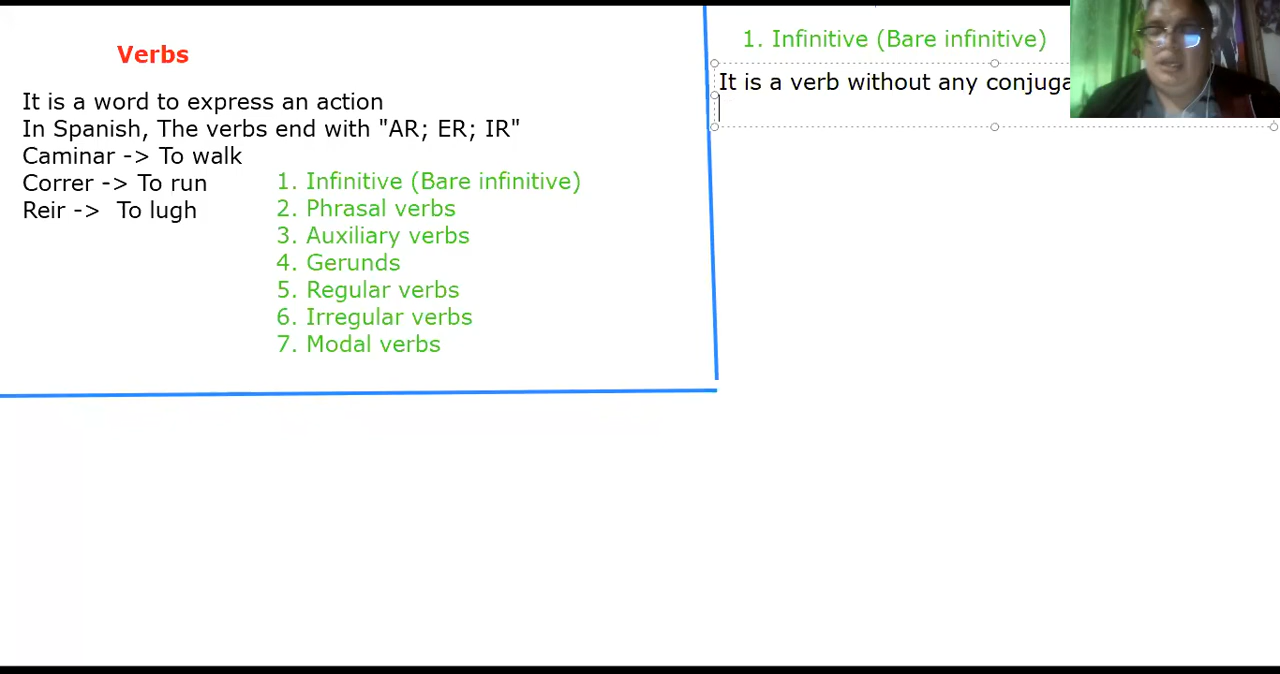 Verbs
It is a word to express an action
In Spanish, The verbs end with "AR; ER; IR"
Caminar -> To walk
Correr -> To run
Reir -> To lugh
1. Infinitive (Bare infinitive)
2. Phrasal verbs
3. Auxiliary verbs
4. Gerunds
5. Regular verbs
6. Irregular verbs
7. Modal verbs
1. Infinitive (Bare infinitive)
It is a verb without any